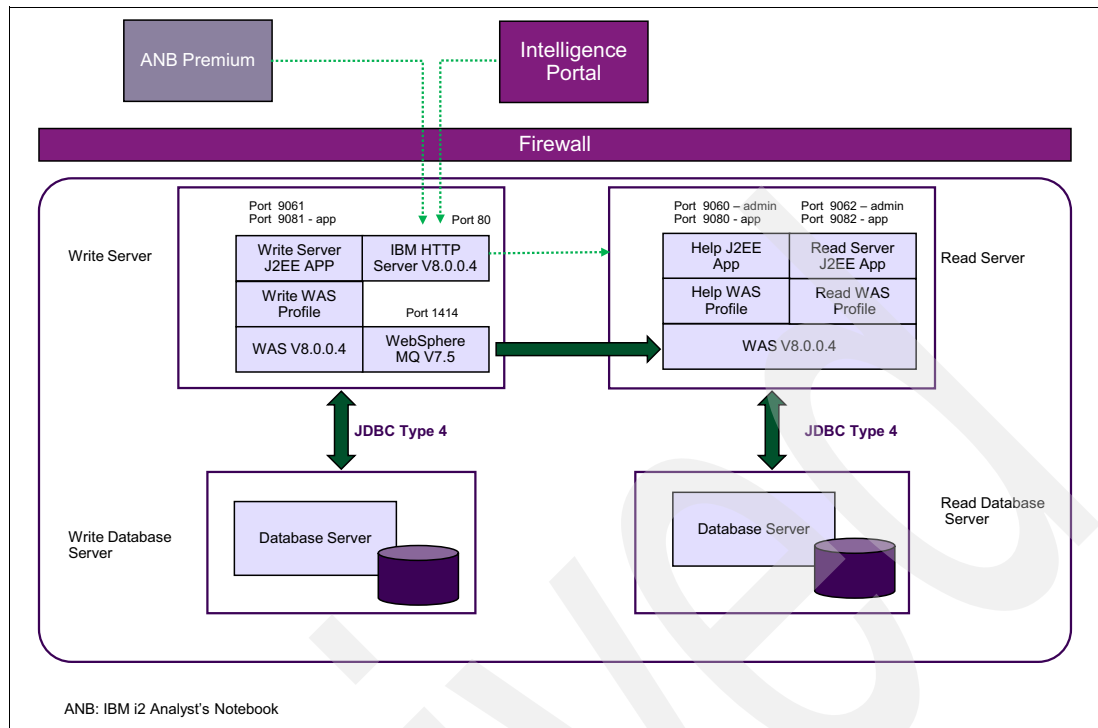 ANB Premium
Intelligence
Portal
Firewall
Write Server
Port 9061
Port 9081 - app
Port 80
Write Server
J2EE APP
IBM HTTP
Server V8.0.0.4
Write WAS
Profile
Port 1414
WAS V8.0.0.4
WebSphere
MQ V7.5
Port 9060 – admin
Port 9080 - app
Port 9062 – admin
Port 9082 - app
Help J2EE
App
Read Server
J2EE App
Read Server
Help WAS
Profile
Read WAS
Profile
WAS V8.0.0.4
JDBC Type 4
JDBC Type 4
Write Database
Server
Database Server
Database Server
Read Database
Server
ANB: IBM i2 Analyst's Notebook